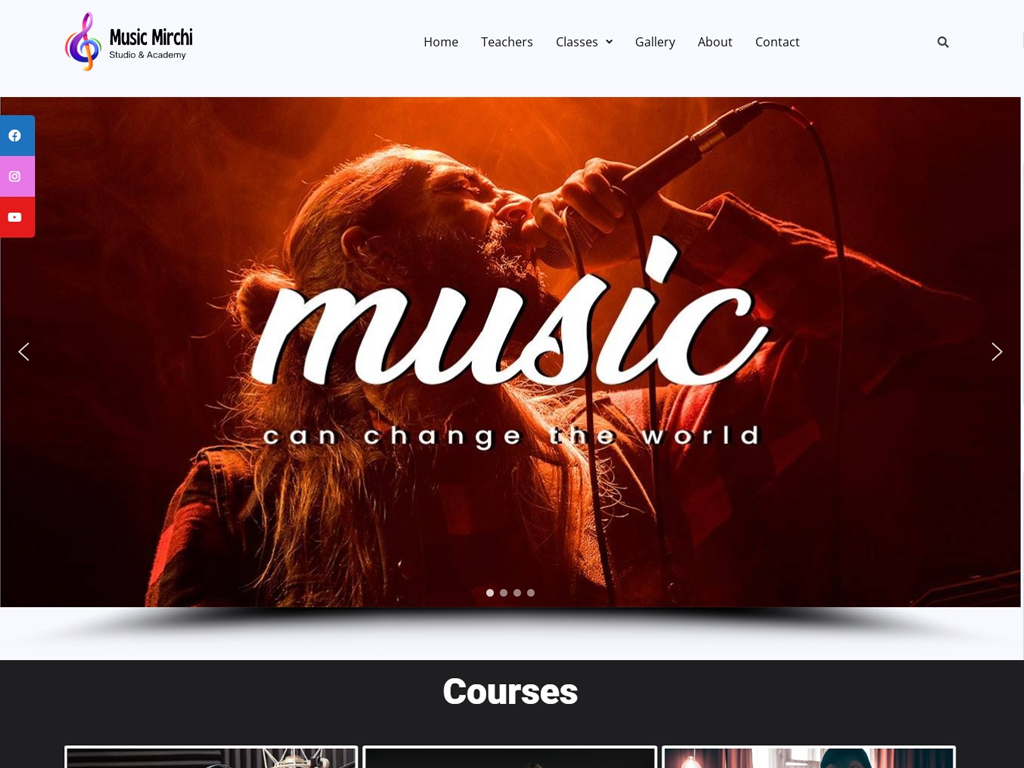 Music Mirchi
Studio & Academy
Home
Teachers
Classes
Gallery
About
Contact
music
can change the world
Courses